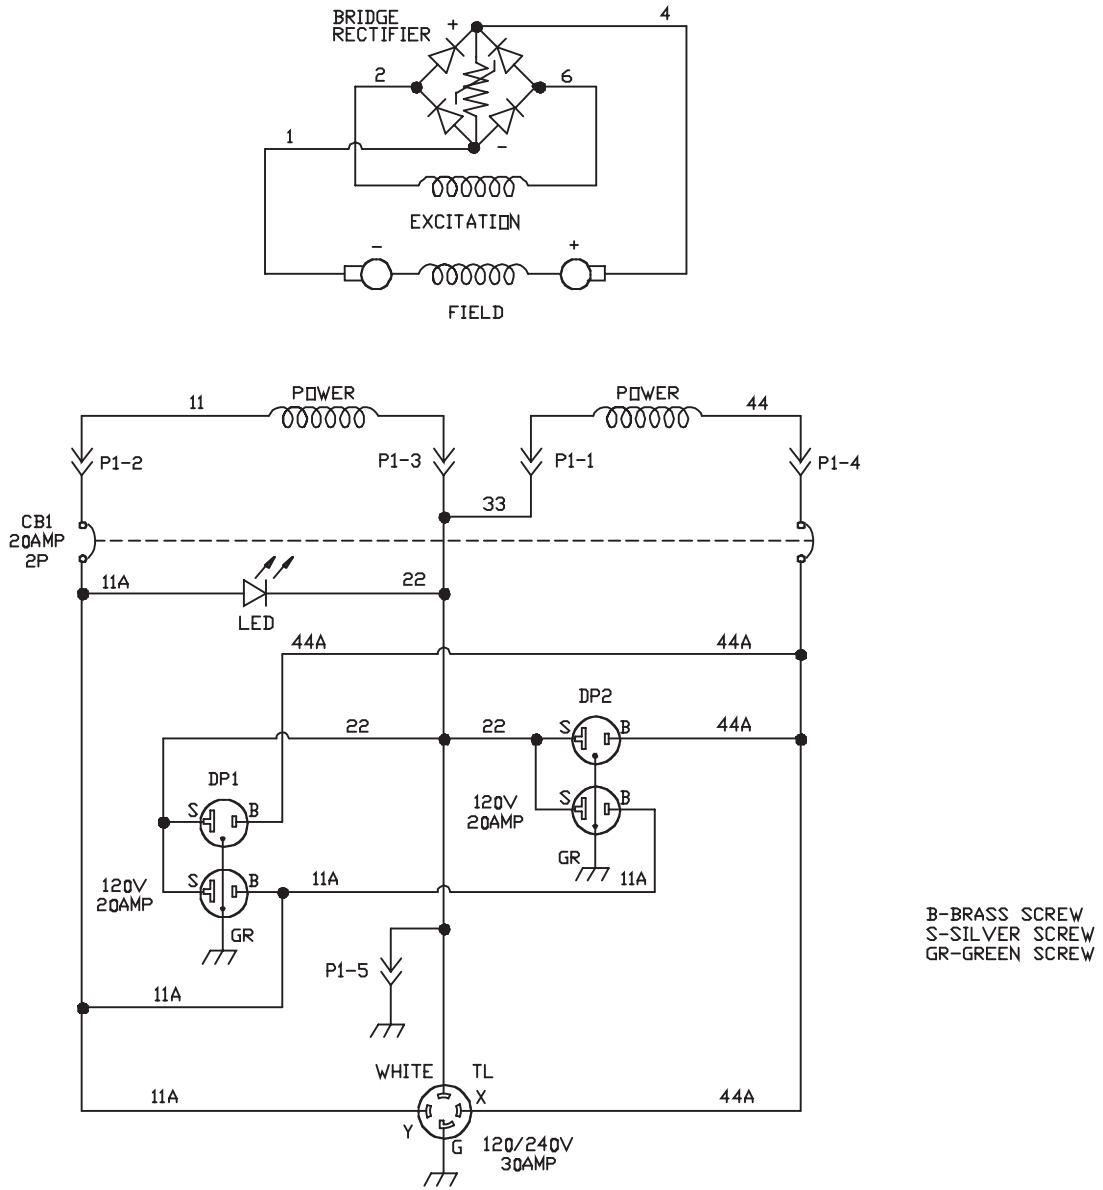 BRIDGE
RECTIFIER
+
4
2
6
1
-
EXCITATION
-
+
FIELD
POWER
POWER
11
44
P1-2
P1-3
P1-1
P1-4
33
CB1
20AMP
2P
11A
22
LED
44A
44A
DP2
22
22
S
B
44A
DP1
S
B
S
B
120V
20AMP
GR
S
B
11A
11A
120V
20AMP
GR
B-BRASS SCREW
S-SILVER SCREW
GR-GREEN SCREW
P1-5
11A
WHITE
TL
X
11A
44A
Y
G
120/240V
30AMP